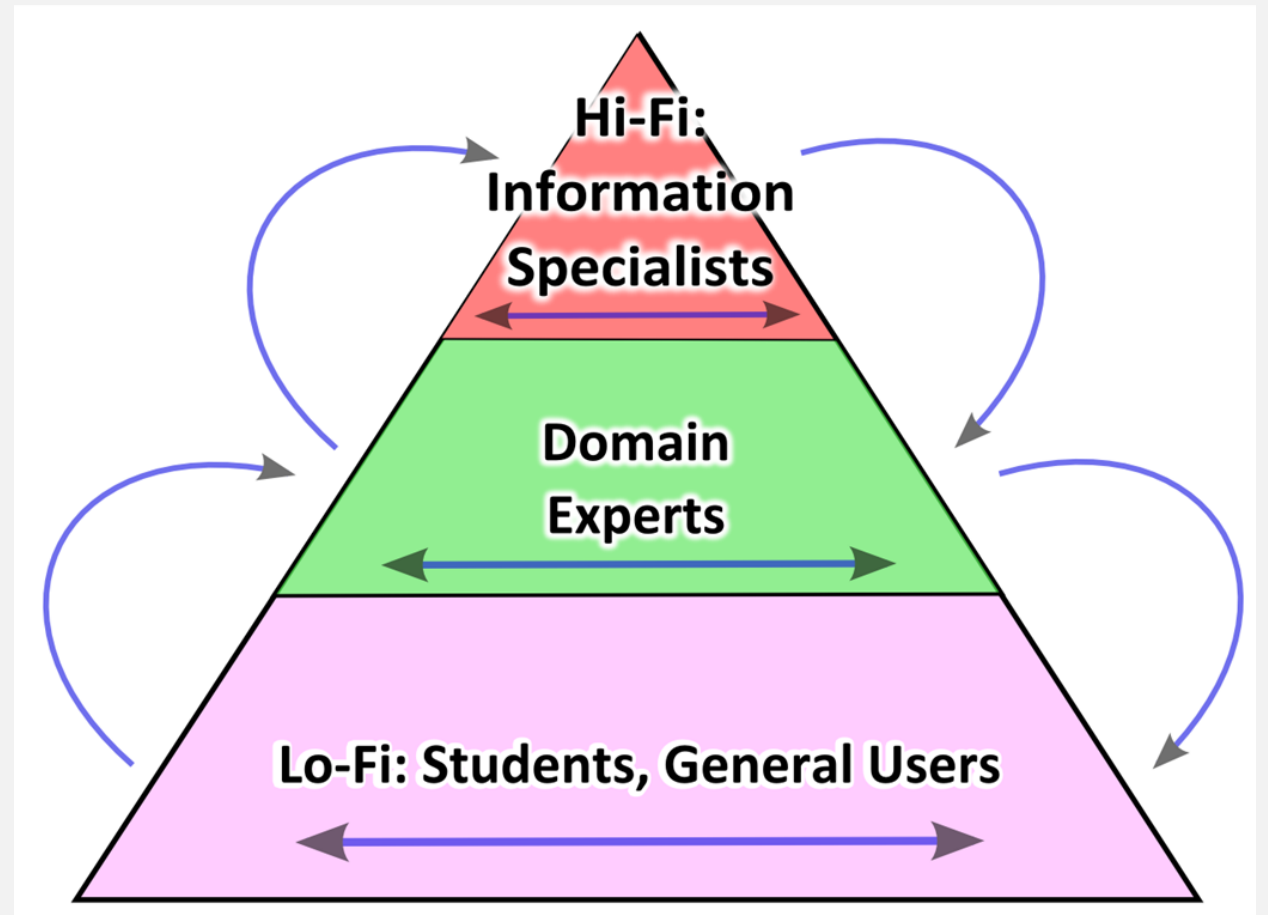 Hi-Fi:
Information
Specialists
Domain
Experts
Lo-Fi: Students, General Users